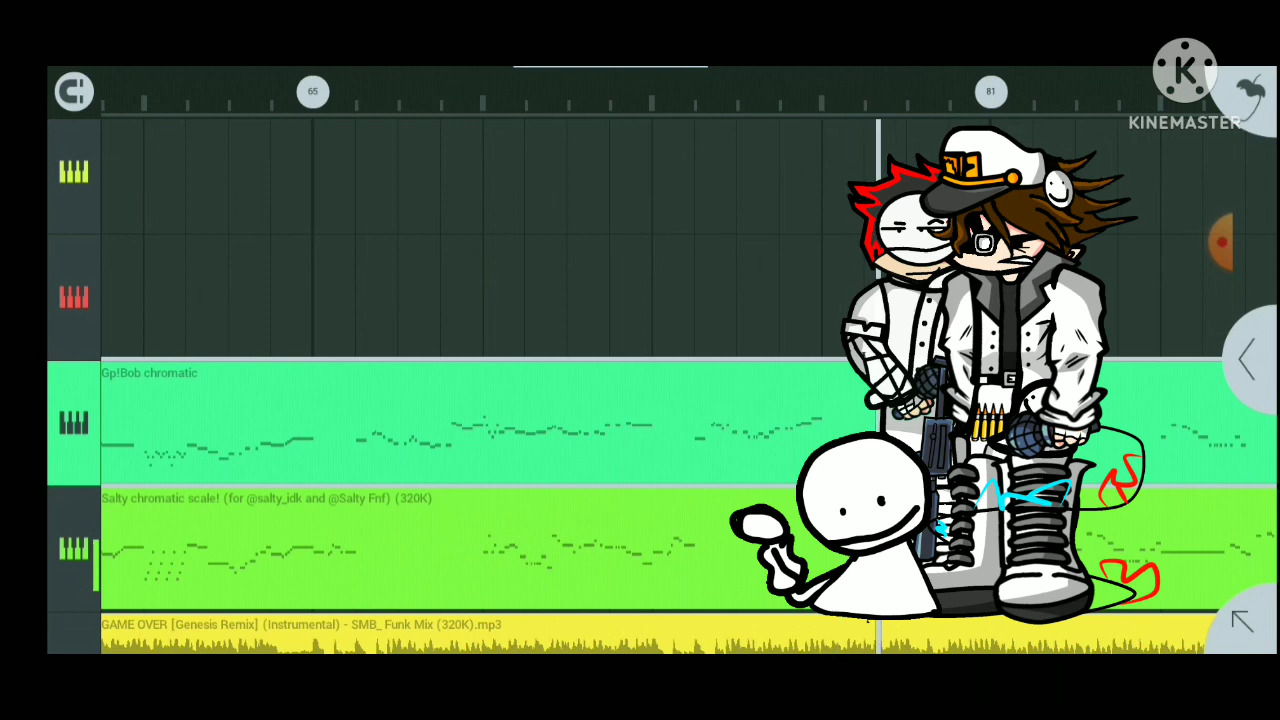 65
81
K
KINEMASTER
Gp!Bob chromatic
Salty chromatic scale! (for @salty_idk and @Salty Fnf) (320K)
GAME OVER [Genesis Remix] (Instrumental) - SMB_ Funk Mix (320K).mp3